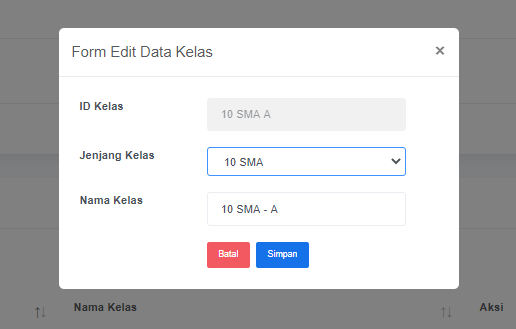 Form Edit Data Kelas ×
ID Kelas 10 SMA A
Jenjang Kelas 10 SMA
Nama Kelas 10 SMA - A
Batal Simpan
Nama Kelas Aksi